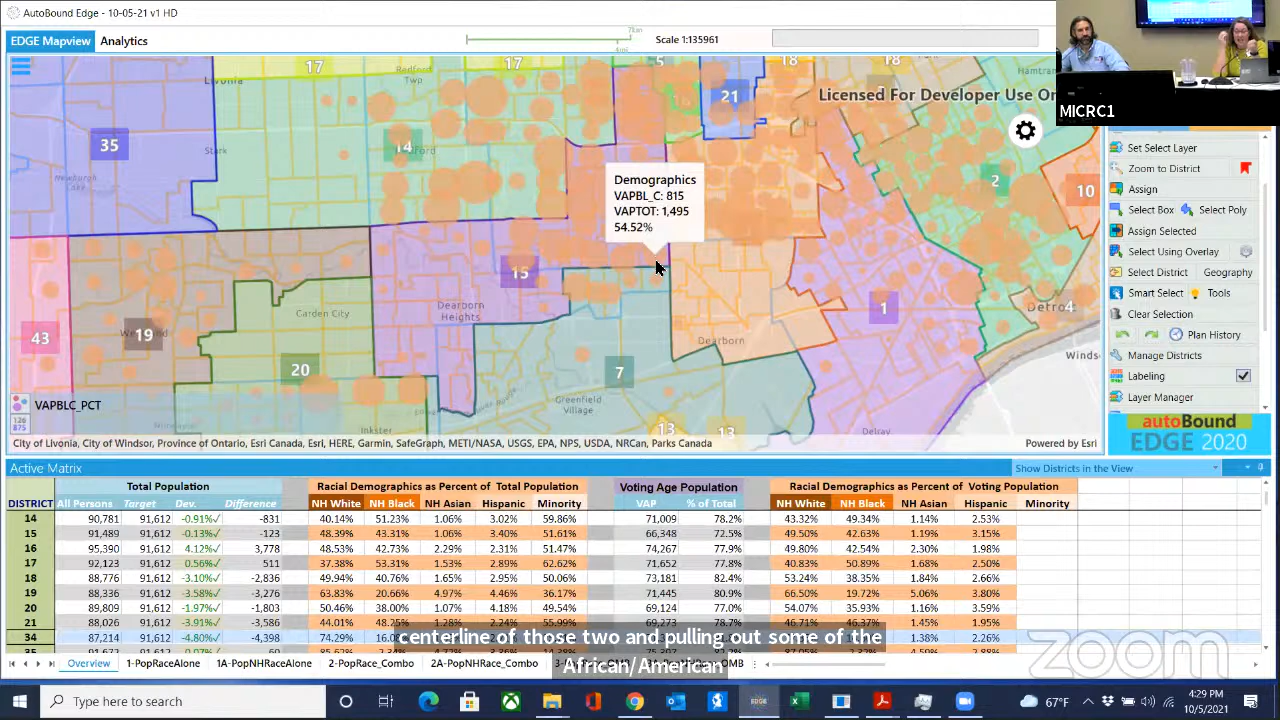 AutoBound Edge - 10-05-21 v1 HD
EDGE Mapview Analytics
7km
4mi
Scale 1:135961
MICRC1
17
Livonia
Redford Twp
17
5
18
18
Hamtramck
21
Licensed For Developer Use On
35
14
Stark
Newburgh Lake
2
10
Demographics
VAPBL_C: 815
VAPTOT: 1,495
54.52%
15
Dearborn Heights
Garden City
1
Detro
4
43
19
Dearborn
Winds
20
7
Greenfield Village
Inkster
13
13
Delray
VAPBLC_PCT
City of Livonia, City of Windsor, Province of Ontario, Esri Canada, Esri, HERE, Garmin, SafeGraph, METI/NASA, USGS, EPA, NPS, USDA, NRCan, Parks Canada
Powered by Esri
Set Select Layer
Zoom to District
Assign
Select Box Select Poly
Assign Selected
Select Using Overlay
Select District Geography
Smart Select Tools
Clear Selection
Plan History
Manage Districts
Labeling
Layer Manager
autoBound
EDGE 2020
Active Matrix
Show Districts in the View
Total Population Racial Demographics as Percent of Total Population Voting Age Population Racial Demographics as Percent of Voting Population
DISTRICT All Persons Target Dev. Difference NH White NH Black NH Asian Hispanic Minority VAP % of Total NH White NH Black NH Asian Hispanic Minority
14 90,781 91,612 -0.91%✓ -831 40.14% 51.23% 1.06% 3.02% 59.86% 71,009 78.2% 43.32% 49.34% 1.14% 2.53%
15 91,489 91,612 -0.13%✓ -123 48.39% 43.31% 1.06% 3.40% 51.61% 66,348 72.5% 49.50% 42.63% 1.19% 3.15%
16 95,390 91,612 4.12%✓ 3,778 48.53% 42.73% 2.29% 2.31% 51.47% 74,267 77.9% 49.80% 42.54% 2.30% 1.98%
17 92,123 91,612 0.56%✓ 511 37.38% 53.31% 1.53% 2.89% 62.62% 71,652 77.8% 40.83% 50.89% 1.68% 2.50%
18 88,776 91,612 -3.10%✓ -2,836 49.94% 40.76% 1.65% 2.95% 50.06% 73,181 82.4% 53.24% 38.35% 1.84% 2.66%
19 88,336 91,612 -3.58%✓ -3,276 63.83% 20.66% 4.97% 4.46% 36.17% 71,445 80.9% 66.50% 19.72% 5.06% 3.80%
20 89,809 91,612 -1.97%✓ -1,803 50.46% 38.00% 1.07% 4.18% 49.54% 69,124 77.0% 54.07% 35.93% 1.16% 3.59%
21 88,026 91,612 -3.91%✓ -3,586 44.01% 48.25% 1.28% 2.24% 55.99% 69,273 78.7% 46.71% 46.37% 1.45% 1.95%
34 87,214 91,612 -4.80%✓ -4,398 74.29% 1.38% 2.26%
centerline of those two and pulling out some of the
African/American
Overview 1-PopRaceAlone 1A-PopNHRaceAlone 2-PopRace_Combo 2A-PopNHRace_Combo
zoom
Type here to search
67°F
4:29 PM
10/5/2021